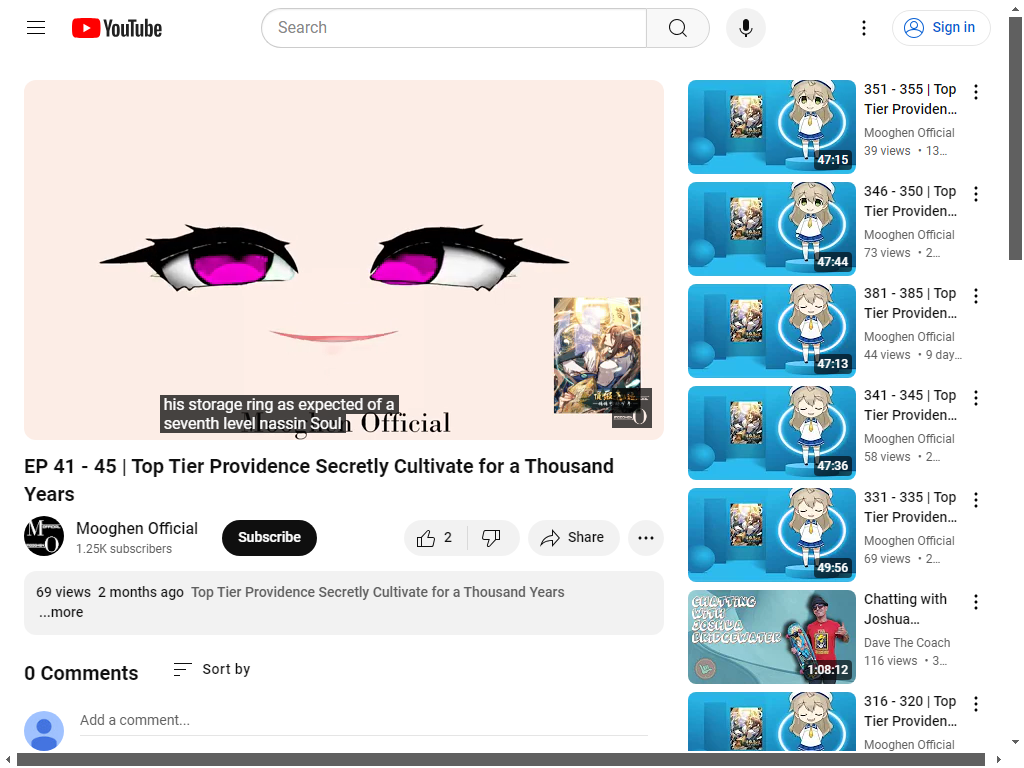 YouTube
Search
Sign in
his storage ring as expected of a
seventh level nassin Soul
Mooghen Official
EP 41 - 45 | Top Tier Providence Secretly Cultivate for a Thousand
Years
Mooghen Official
1.25K subscribers
Subscribe
2
Share
69 views 2 months ago Top Tier Providence Secretly Cultivate for a Thousand Years
...more
0 Comments
Sort by
Add a comment...
47:15
351 - 355 | Top
Tier Providen...
Mooghen Official
39 views • 13...
47:44
346 - 350 | Top
Tier Providen...
Mooghen Official
73 views • 2...
47:13
381 - 385 | Top
Tier Providen...
Mooghen Official
44 views • 9 day...
47:36
341 - 345 | Top
Tier Providen...
Mooghen Official
58 views • 2...
49:56
331 - 335 | Top
Tier Providen...
Mooghen Official
69 views • 2...
CHATTING
WITH
JOSHUA
BRIDGEWATER
1:08:12
Chatting with
Joshua...
Dave The Coach
116 views • 3...
316 - 320 | Top
Tier Providen...
Mooghen Official